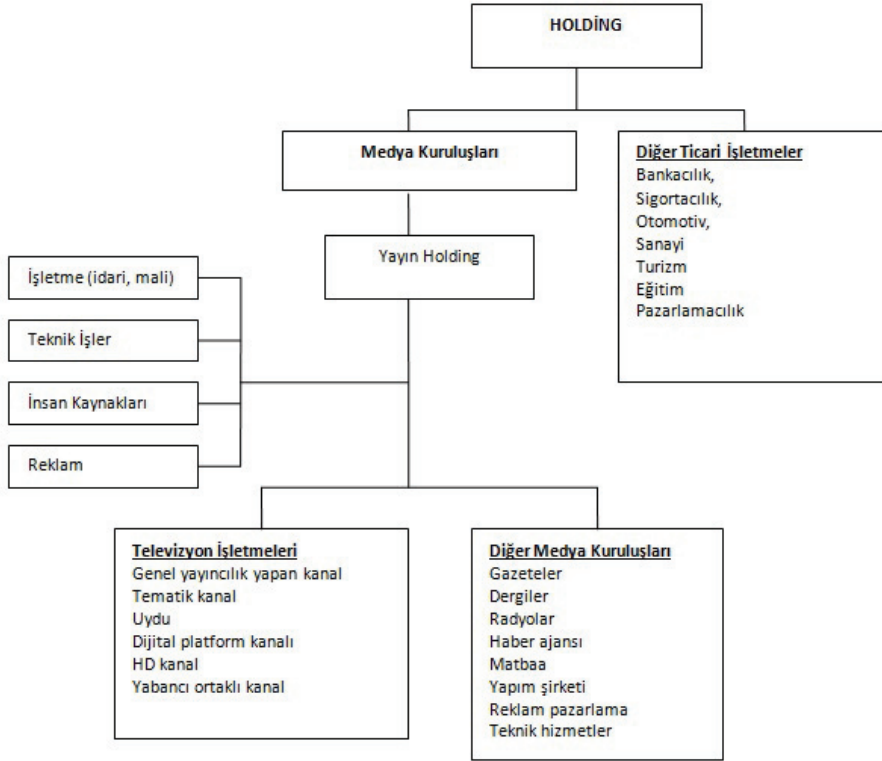 HOLDİNG
Medya Kuruluşları
Diğer Ticari İşletmeler
Bankacılık,
Sigortacılık,
Otomotiv,
Sanayi
Turizm
Eğitim
Pazarlamacılık
Yayın Holding
İşletme (idari, mali)
Teknik İşler
İnsan Kaynakları
Reklam
Televizyon İşletmeleri
Genel yayıncılık yapan kanal
Tematik kanal
Uydu
Dijital platform kanalı
HD kanal
Yabancı ortaklı kanal
Diğer Medya Kuruluşları
Gazeteler
Dergiler
Radyolar
Haber ajansı
Matbaa
Yapım şirketi
Reklam pazarlama
Teknik hizmetler